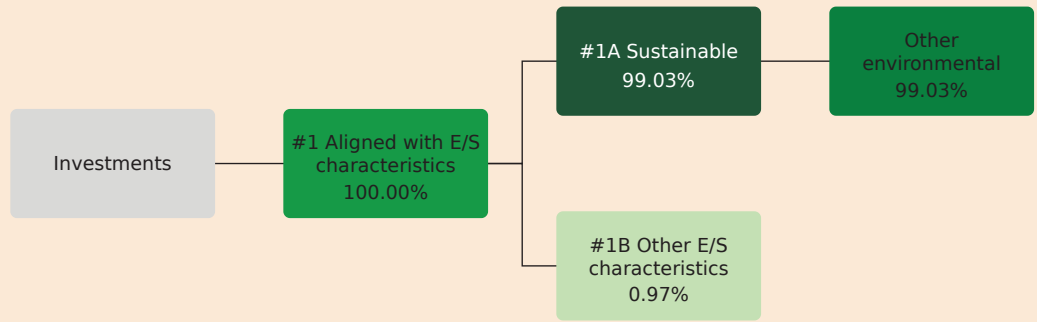 Investments
#1 Aligned with E/S
characteristics
100.00%
#1A Sustainable
99.03%
Other
environmental
99.03%
#1B Other E/S
characteristics
0.97%